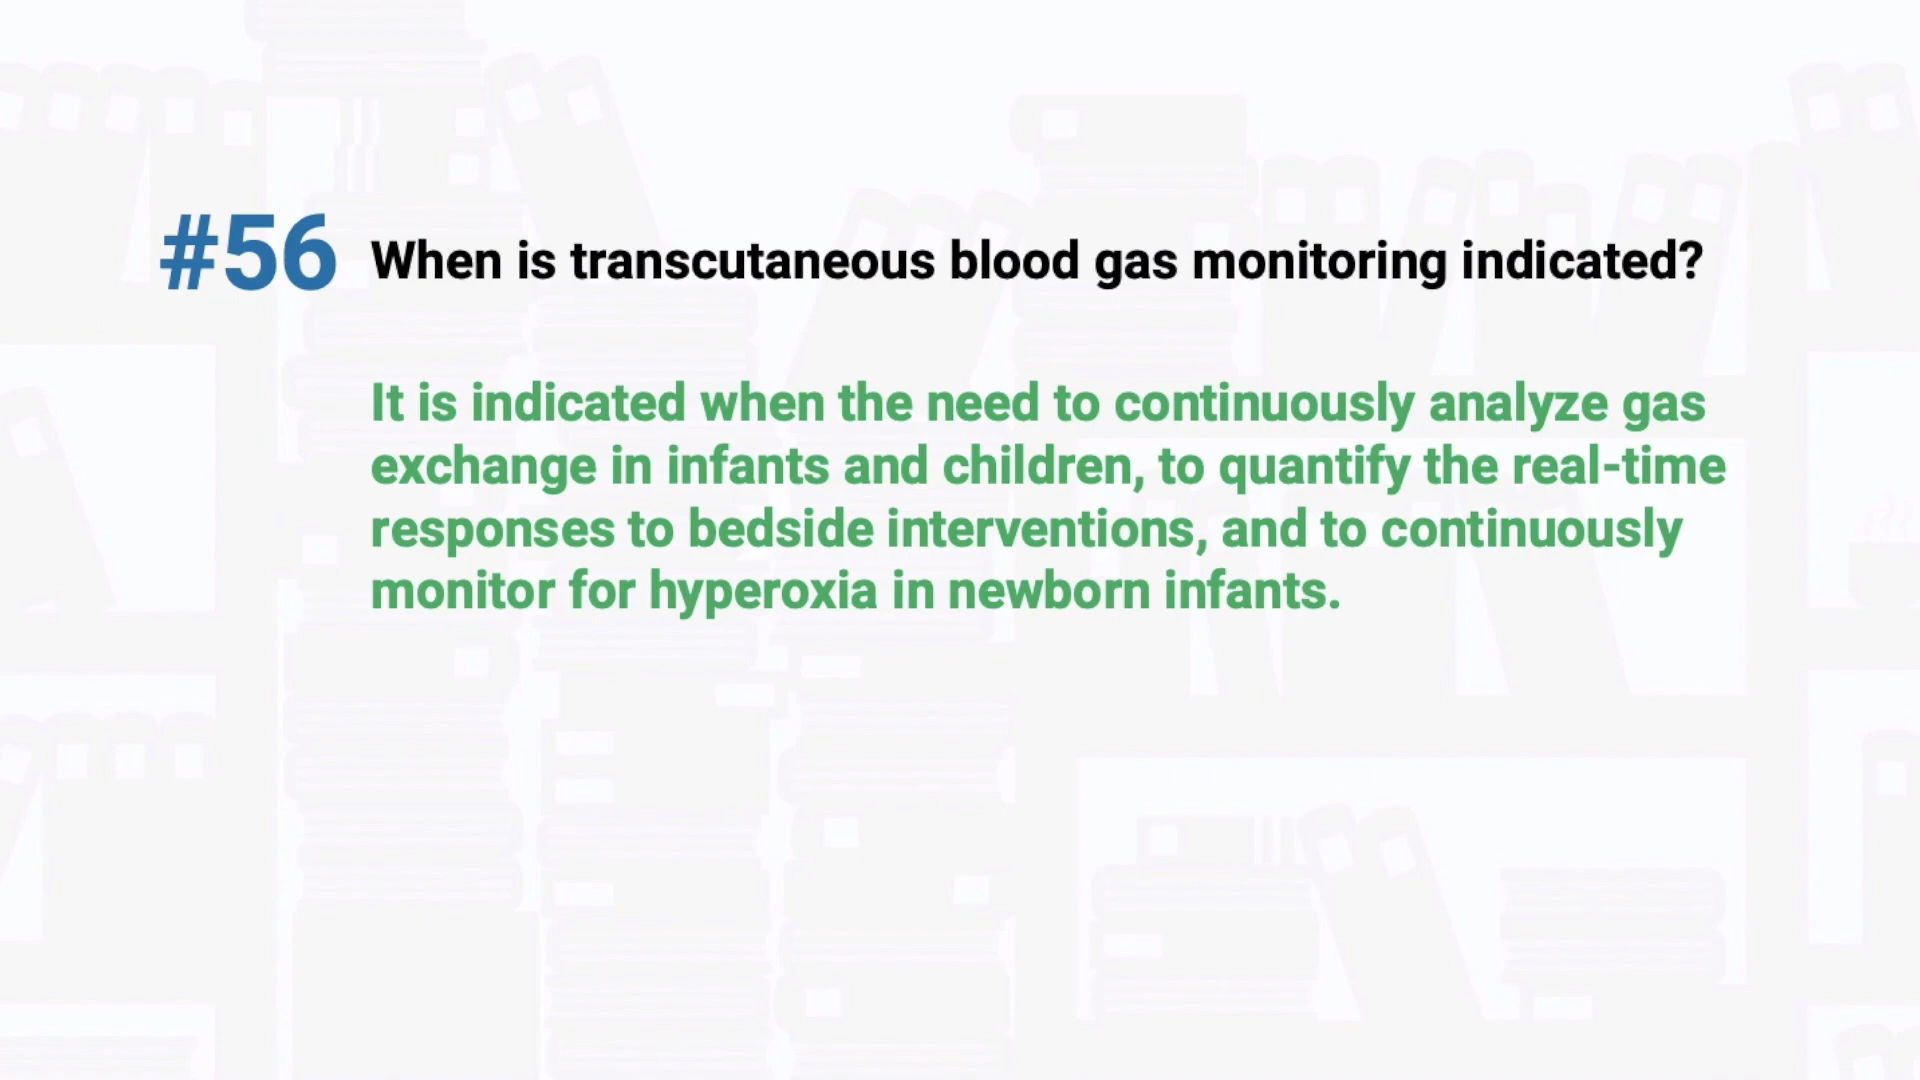 #56 When is transcutaneous blood gas monitoring indicated?
It is indicated when the need to continuously analyze gas
exchange in infants and children, to quantify the real-time
responses to bedside interventions, and to continuously
monitor for hyperoxia in newborn infants.